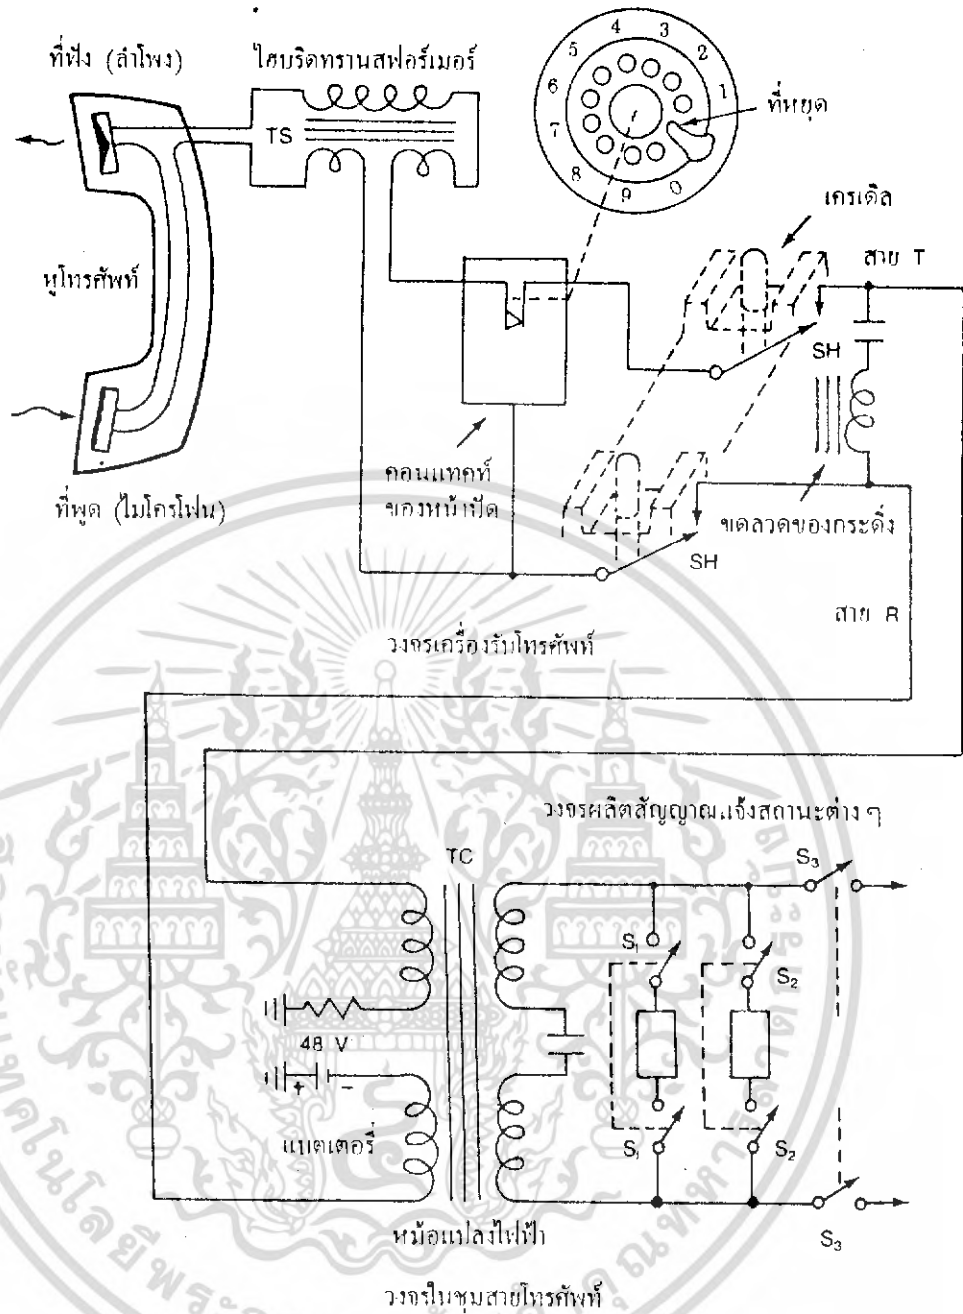 ที่ฟัง (ลำโพง)
ไฮบริดทรานสฟอร์เมอร์
TS
4
3
2
1
5
6
7
8
9
0
ที่หยุด
เครเดิล
สาย T
หูโทรศัพท์
SH
คอนแทคท์
ของหน้าปัด
ที่พูด (ไมโครโฟน)
ขดลวดของกระดิ่ง
SH
สาย R
วงจรเครื่องรับโทรศัพท์
วงจรผลิตสัญญาณแจ้งสถานะต่าง ๆ
TC
S₃
S₁
S₂
48 V
+
−
แบตเตอรี่
S₁
S₂
S₃
หม้อแปลงไฟฟ้า
วงจรในชุมสายโทรศัพท์